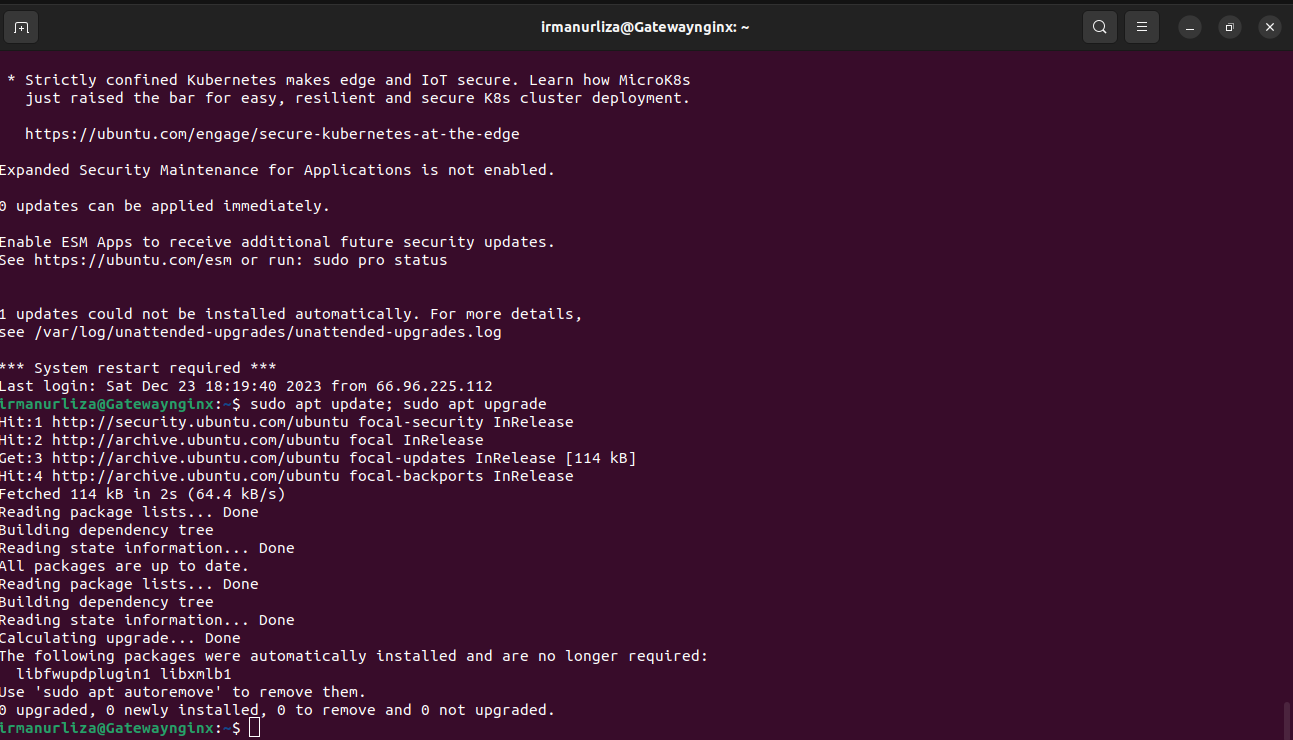 irmanurliza@Gatewaynginx: ~
* Strictly confined Kubernetes makes edge and IoT secure. Learn how MicroK8s
just raised the bar for easy, resilient and secure K8s cluster deployment.
https://ubuntu.com/engage/secure-kubernetes-at-the-edge
Expanded Security Maintenance for Applications is not enabled.
0 updates can be applied immediately.
Enable ESM Apps to receive additional future security updates.
See https://ubuntu.com/esm or run: sudo pro status
1 updates could not be installed automatically. For more details,
see /var/log/unattended-upgrades/unattended-upgrades.log
*** System restart required ***
Last login: Sat Dec 23 18:19:40 2023 from 66.96.225.112
irmanurliza@Gatewaynginx:~$ sudo apt update; sudo apt upgrade
Hit:1 http://security.ubuntu.com/ubuntu focal-security InRelease
Hit:2 http://archive.ubuntu.com/ubuntu focal InRelease
Get:3 http://archive.ubuntu.com/ubuntu focal-updates InRelease [114 kB]
Hit:4 http://archive.ubuntu.com/ubuntu focal-backports InRelease
Fetched 114 kB in 2s (64.4 kB/s)
Reading package lists... Done
Building dependency tree
Reading state information... Done
All packages are up to date.
Reading package lists... Done
Building dependency tree
Reading state information... Done
Calculating upgrade... Done
The following packages were automatically installed and are no longer required:
libfwupdplugin1 libxmlb1
Use 'sudo apt autoremove' to remove them.
0 upgraded, 0 newly installed, 0 to remove and 0 not upgraded.
irmanurliza@Gatewaynginx:~$